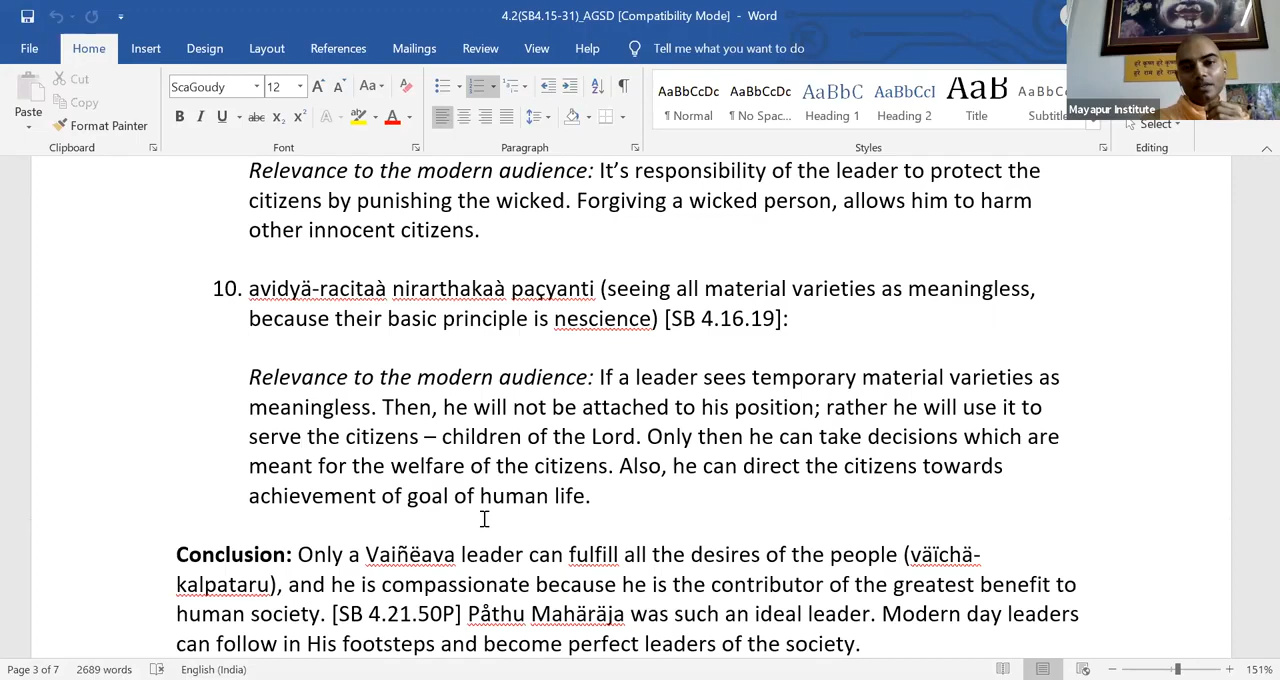 4.2(SB4.15-31)_AGSD [Compatibility Mode] - Word
File Home Insert Design Layout References Mailings Review View Help Tell me what you want to do
Cut
Copy
Paste
Format Painter
Clipboard
ScaGoudy 12
Font
Paragraph
AaBbCcDc AaBbCcDc AaBbC AaBbCcI AaB AaBbC
¶ Normal ¶ No Spac... Heading 1 Heading 2 Title Subtitle
Styles
Select
Editing
हरे कृष्ण हरे कृष्ण
हरे राम हरे राम
Mayapur Institute
Relevance to the modern audience: It’s responsibility of the leader to protect the
citizens by punishing the wicked. Forgiving a wicked person, allows him to harm
other innocent citizens.
10. avidyä-racitaà nirarthakaà paçyanti (seeing all material varieties as meaningless,
because their basic principle is nescience) [SB 4.16.19]:
Relevance to the modern audience: If a leader sees temporary material varieties as
meaningless. Then, he will not be attached to his position; rather he will use it to
serve the citizens – children of the Lord. Only then he can take decisions which are
meant for the welfare of the citizens. Also, he can direct the citizens towards
achievement of goal of human life.
Conclusion: Only a Vaiñëava leader can fulfill all the desires of the people (väïchä-
kalpataru), and he is compassionate because he is the contributor of the greatest benefit to
human society. [SB 4.21.50P] Påthu Mahäräja was such an ideal leader. Modern day leaders
can follow in His footsteps and become perfect leaders of the society.
Page 3 of 7 2689 words English (India) 151%